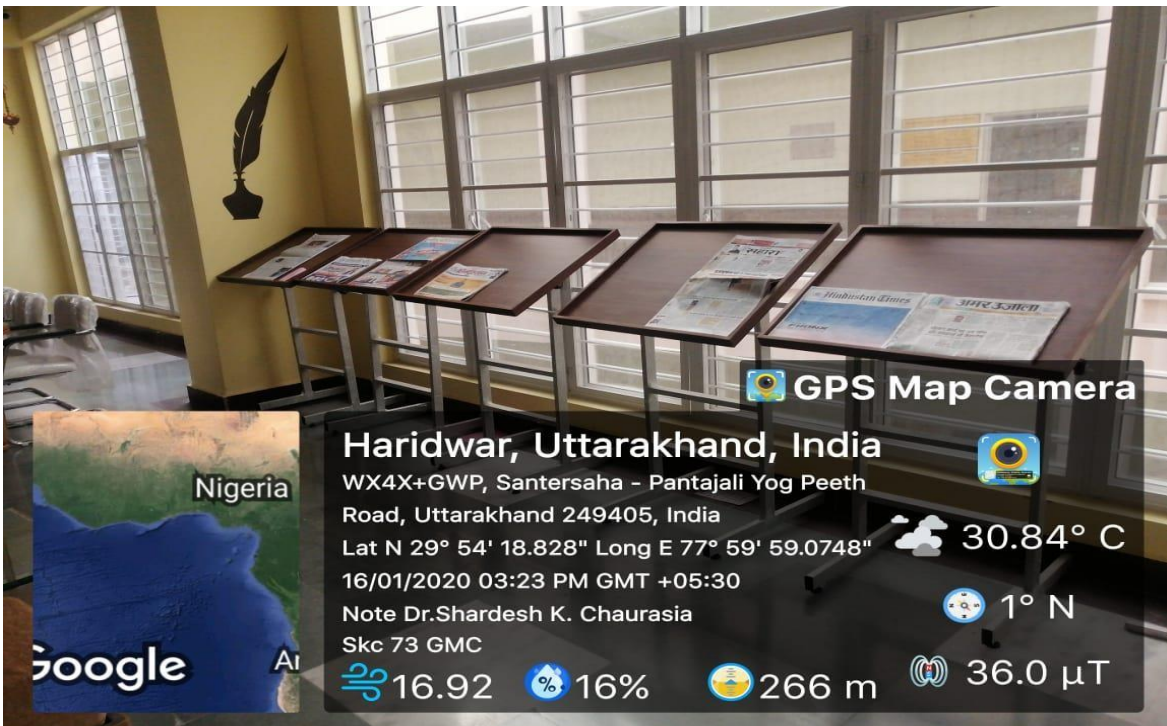 सहारा
Hindustan Times
अमर उजाला
GPS Map Camera
Nigeria
Google
Haridwar, Uttarakhand, India
WX4X+GWP, Santersaha - Pantajali Yog Peeth
Road, Uttarakhand 249405, India
Lat N 29° 54' 18.828" Long E 77° 59' 59.0748"
16/01/2020 03:23 PM GMT +05:30
Note Dr.Shardesh K. Chaurasia
Skc 73 GMC
30.84° C
1° N
36.0 µT
16.92
16%
266 m